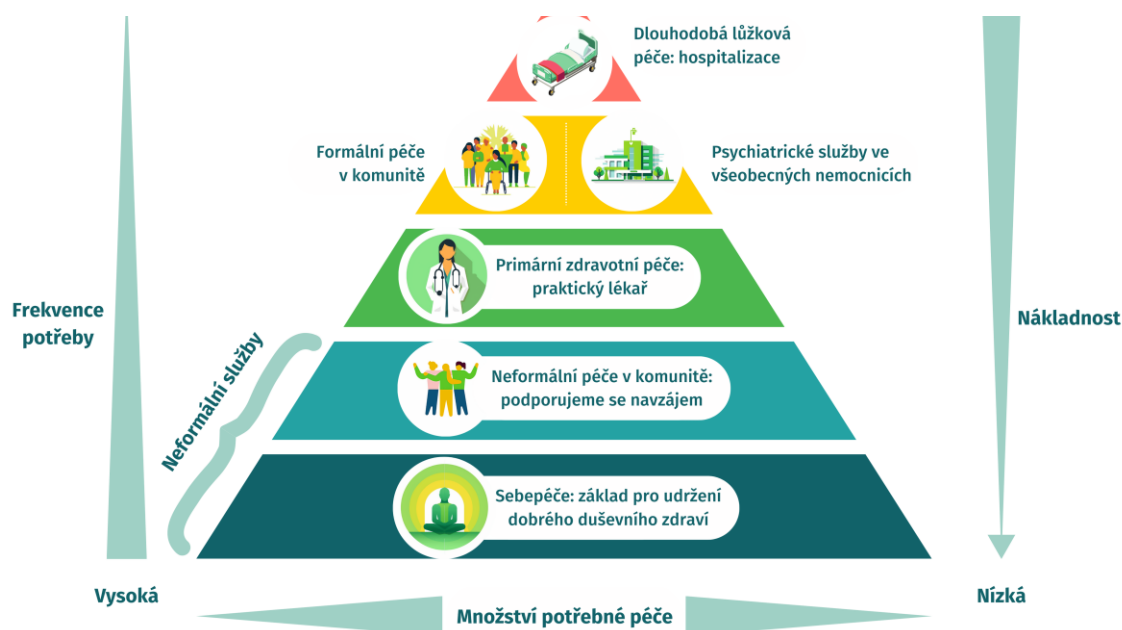 Dlouhodobá lůžková
péče: hospitalizace
Formální péče
v komunitě
Psychiatrické služby ve
všeobecných nemocnicích
Primární zdravotní péče:
praktický lékař
Frekvence
potřeby
Nákladnost
Neformální služby
Neformální péče v komunitě:
podporujeme se navzájem
Sebepéče: základ pro udržení
dobrého duševního zdraví
Vysoká
Nízká
Množství potřebné péče